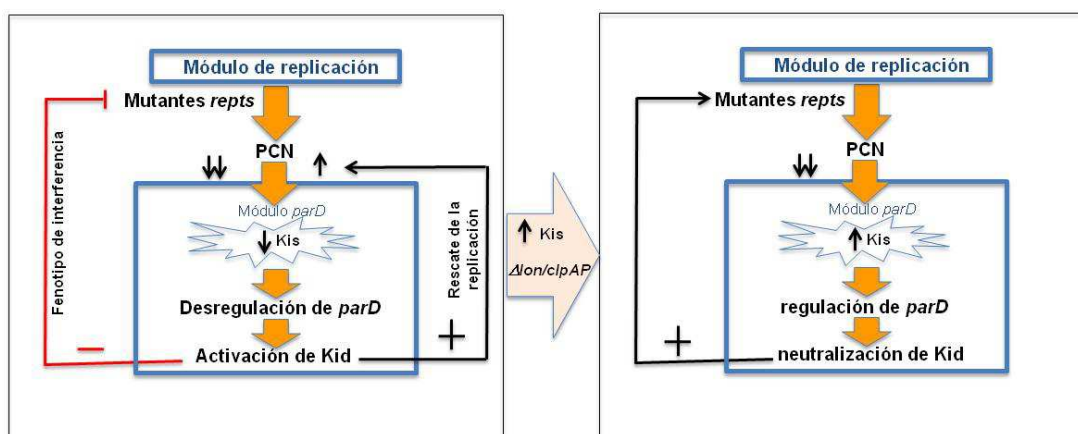 Módulo de replicación
Mutantes repts
PCN
Módulo parD
Kis
Desregulación de parD
Activación de Kid
Fenotipo de interferencia
Rescate de la
replicación
Kis
Δlon/clpAP
Módulo de replicación
Mutantes repts
PCN
Módulo parD
Kis
regulación de parD
neutralización de Kid